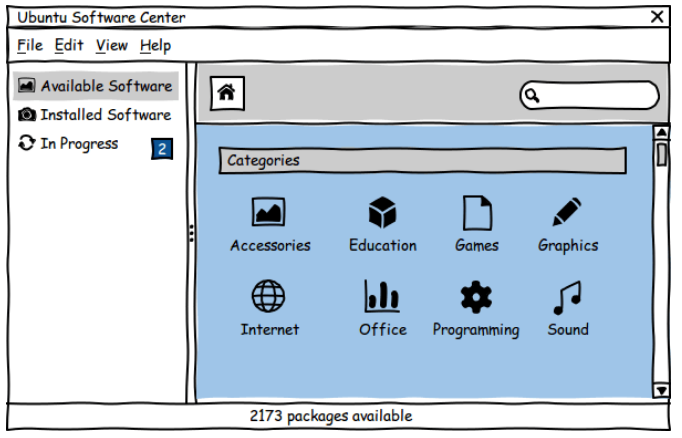 Ubuntu Software Center
File Edit View Help
Available Software
Installed Software
In Progress 2
Categories
Accessories Education Games Graphics
Internet Office Programming Sound
2173 packages available